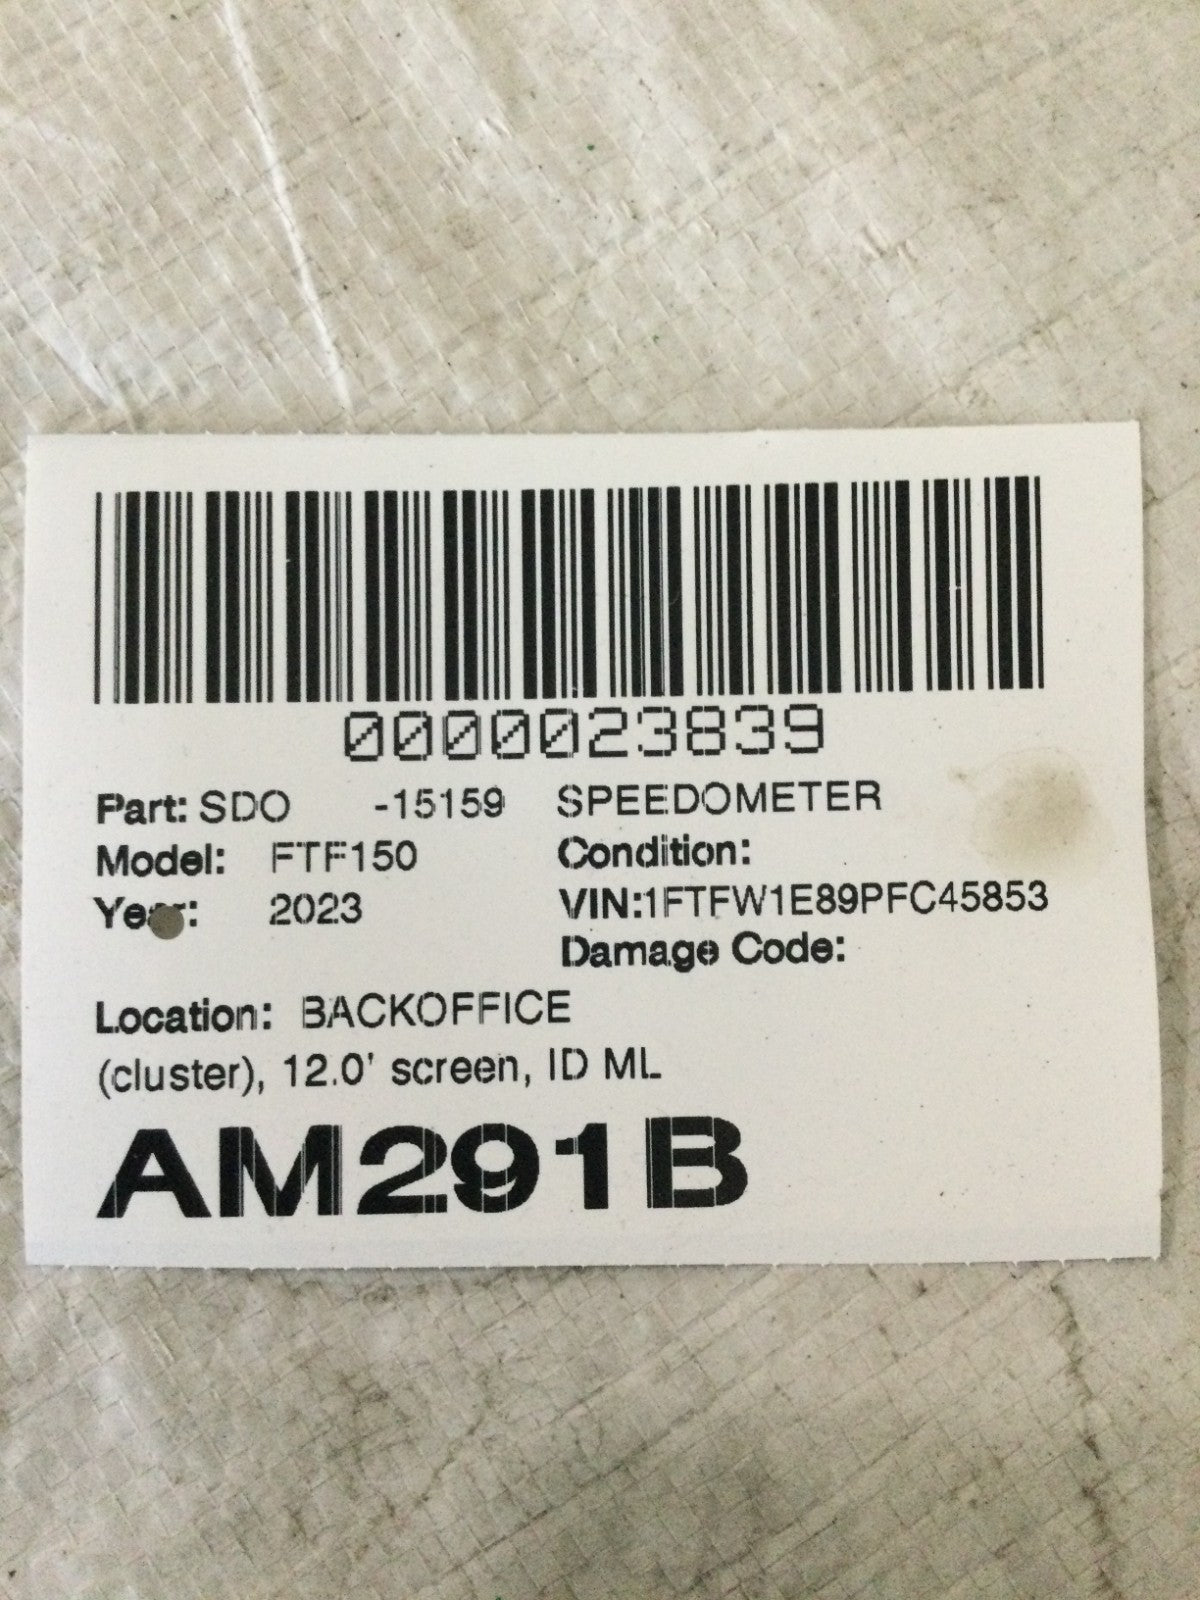 0000023839
Part: SDO -15159 SPEEDOMETER
Model: FTF150 Condition:
Year: 2023 VIN:1FTFW1E89PFC45853
Damage Code:
Location: BACKOFFICE
(cluster), 12.0' screen, ID ML
AM291B